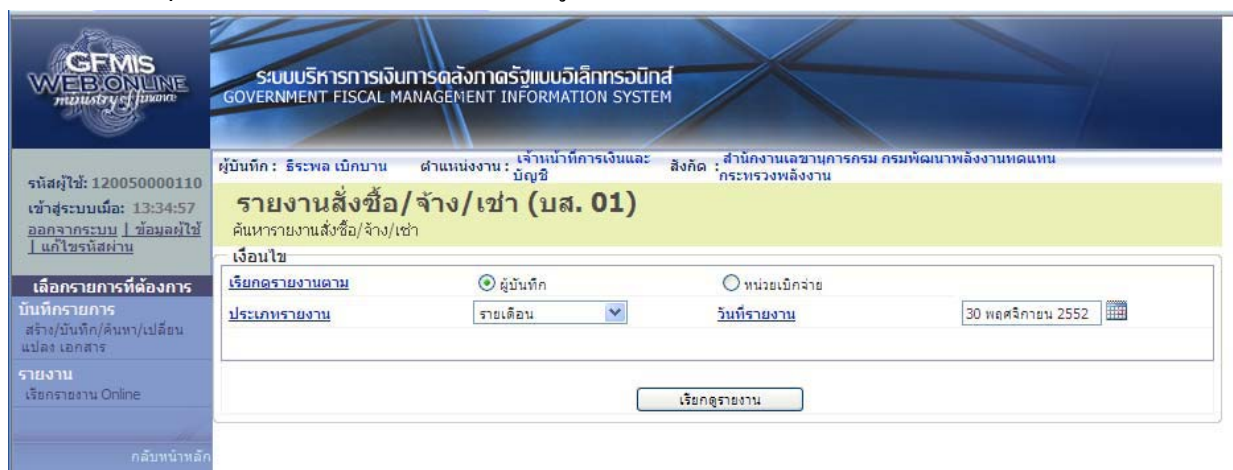 GFMIS
WEB ONLINE
ministry of finance
ระบบบริหารการเงินการคลังภาครัฐแบบอิเล็กทรอนิกส์
GOVERNMENT FISCAL MANAGEMENT INFORMATION SYSTEM
ผู้บันทึก : ธีระพล เบิกบาน ตำแหน่งงาน : เจ้าหน้าที่การเงินและบัญชี สังกัด : สำนักงานเลขานุการกรม กรมพัฒนาพลังงานทดแทน กระทรวงพลังงาน
รหัสผู้ใช้: 120050000110
เข้าสู่ระบบเมื่อ: 13:34:57
ออกจากระบบ | ข้อมูลผู้ใช้
| แก้ไขรหัสผ่าน
เลือกรายการที่ต้องการ
บันทึกรายการ
สร้าง/บันทึก/ค้นหา/เปลี่ยน
แปลง เอกสาร
รายงาน
เรียกรายงาน Online
กลับหน้าหลัก
รายงานสั่งซื้อ/จ้าง/เช่า (บส. 01)
ค้นหารายงานสั่งซื้อ/จ้าง/เช่า
เงื่อนไข
เรียกดูรายงานตาม ผู้บันทึก หน่วยเบิกจ่าย
ประเภทรายงาน รายเดือน วันที่รายงาน 30 พฤศจิกายน 2552
เรียกดูรายงาน